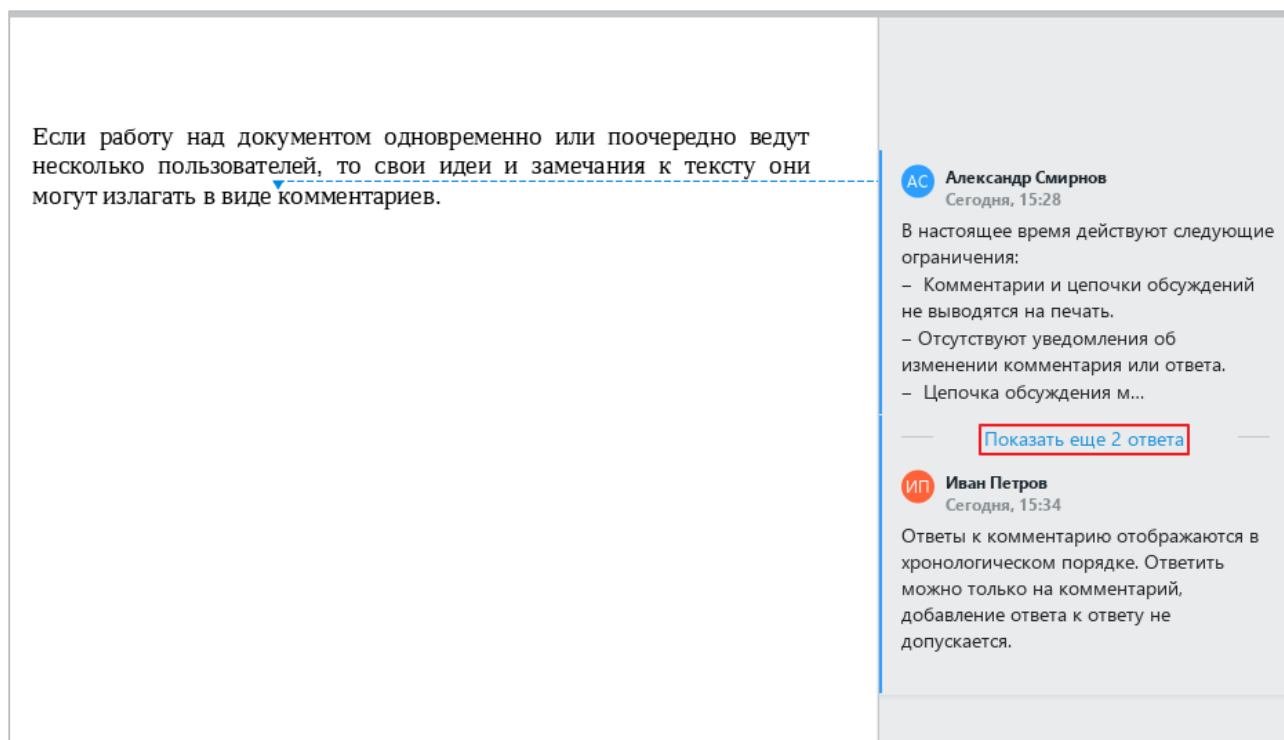 Если работу над документом одновременно или поочередно ведут
несколько пользователей, то свои идеи и замечания к тексту они
могут излагать в виде комментариев.
АС
Александр Смирнов
Сегодня, 15:28
В настоящее время действуют следующие
ограничения:
– Комментарии и цепочки обсуждений
не выводятся на печать.
– Отсутствуют уведомления об
изменении комментария или ответа.
– Цепочка обсуждения м...
Показать еще 2 ответа
ИП
Иван Петров
Сегодня, 15:34
Ответы к комментарию отображаются в
хронологическом порядке. Ответить
можно только на комментарий,
добавление ответа к ответу не
допускается.